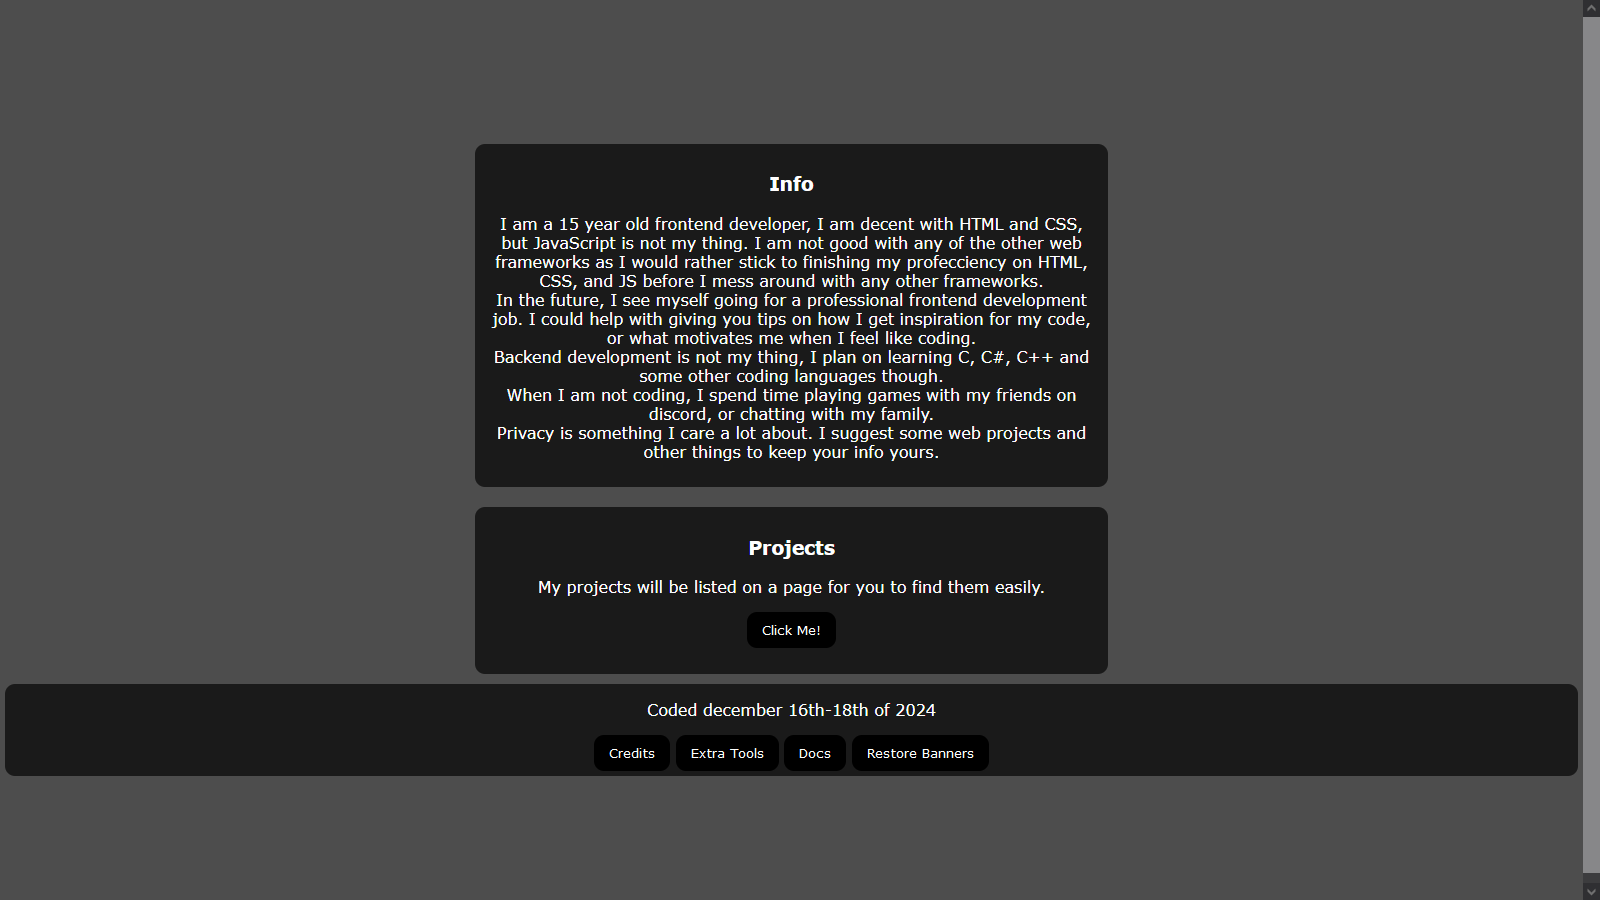 Info
I am a 15 year old frontend developer, I am decent with HTML and CSS,
but JavaScript is not my thing. I am not good with any of the other web
frameworks as I would rather stick to finishing my profecciency on HTML,
CSS, and JS before I mess around with any other frameworks.
In the future, I see myself going for a professional frontend development
job. I could help with giving you tips on how I get inspiration for my code,
or what motivates me when I feel like coding.
Backend development is not my thing, I plan on learning C, C#, C++ and
some other coding languages though.
When I am not coding, I spend time playing games with my friends on
discord, or chatting with my family.
Privacy is something I care a lot about. I suggest some web projects and
other things to keep your info yours.
Projects
My projects will be listed on a page for you to find them easily.
Click Me!
Coded december 16th-18th of 2024
Credits Extra Tools Docs Restore Banners